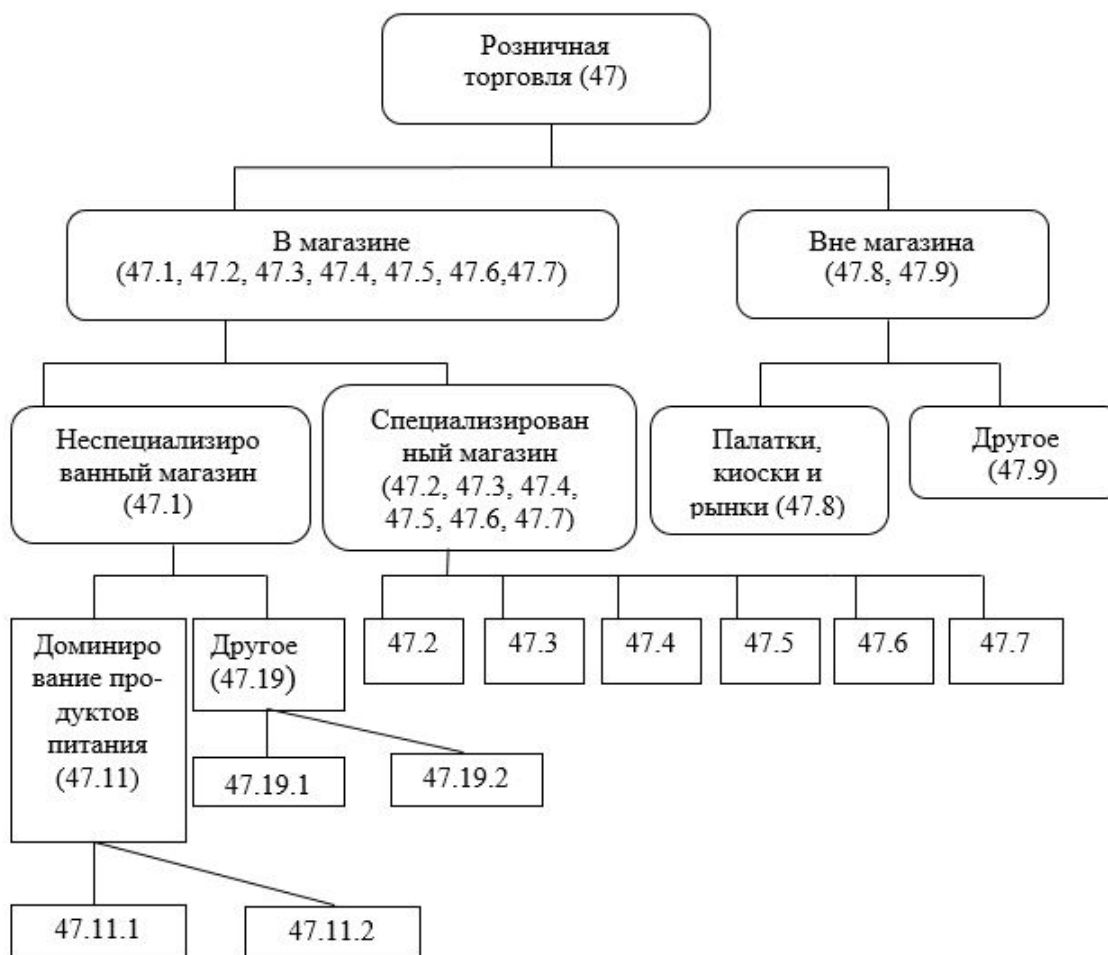 Розничная
торговля (47)
В магазине
(47.1, 47.2, 47.3, 47.4, 47.5, 47.6,47.7)
Вне магазина
(47.8, 47.9)
Неспециализиро
ванный магазин
(47.1)
Специализирован
ный магазин
(47.2, 47.3, 47.4,
47.5, 47.6, 47.7)
Палатки,
киоски и
рынки (47.8)
Другое
(47.9)
Доминиро
вание про-
дуктов
питания
(47.11)
Другое
(47.19)
47.2
47.3
47.4
47.5
47.6
47.7
47.19.1
47.19.2
47.11.1
47.11.2